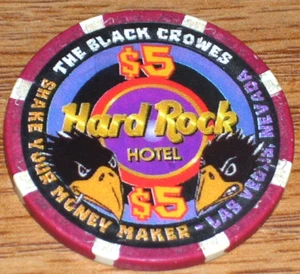 THE BLACK CROWES
$5
Hard Rock
HOTEL
$5
SHAKE YOUR MONEY MAKER - LAS VEGAS, NEVADA